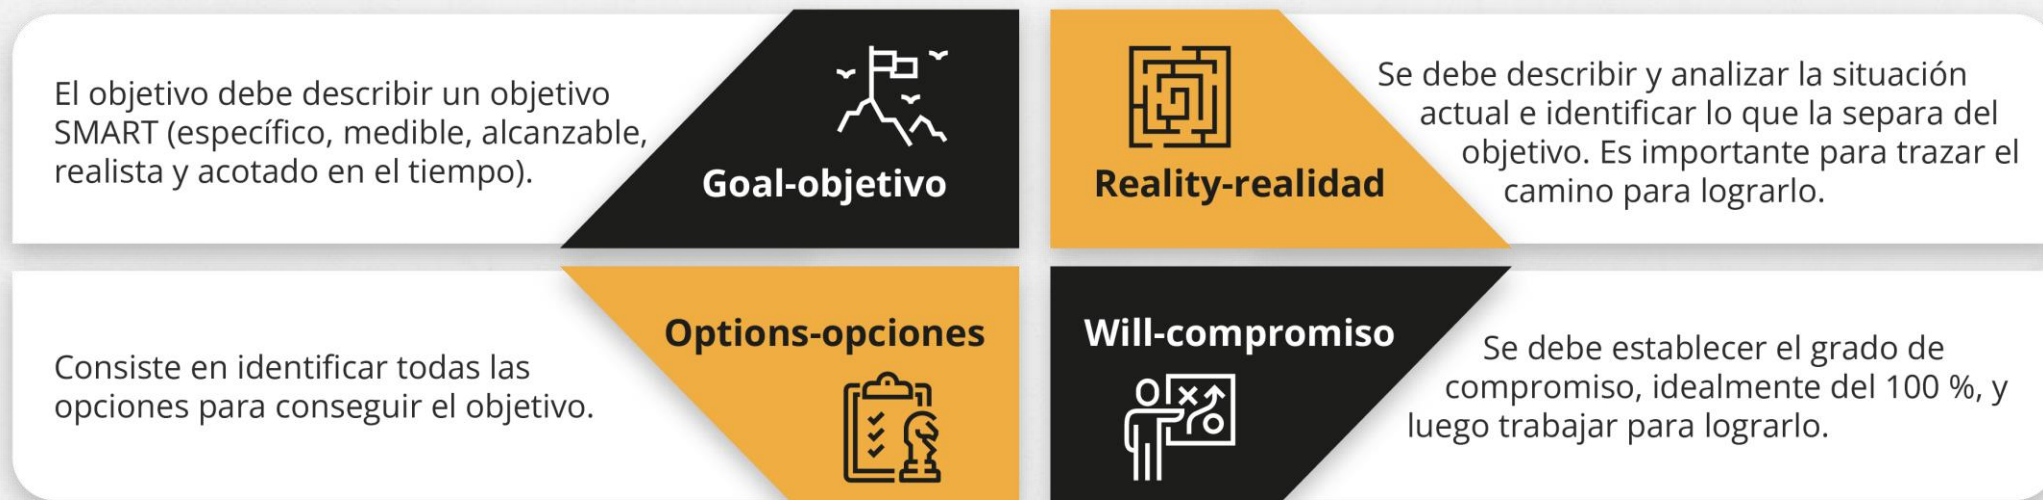 El objetivo debe describir un objetivo
SMART (específico, medible, alcanzable,
realista y acotado en el tiempo).
Goal-objetivo
Reality-realidad
Se debe describir y analizar la situación
actual e identificar lo que la separa del
objetivo. Es importante para trazar el
camino para lograrlo.
Consiste en identificar todas las
opciones para conseguir el objetivo.
Options-opciones
Will-compromiso
Se debe establecer el grado de
compromiso, idealmente del 100 %, y
luego trabajar para lograrlo.